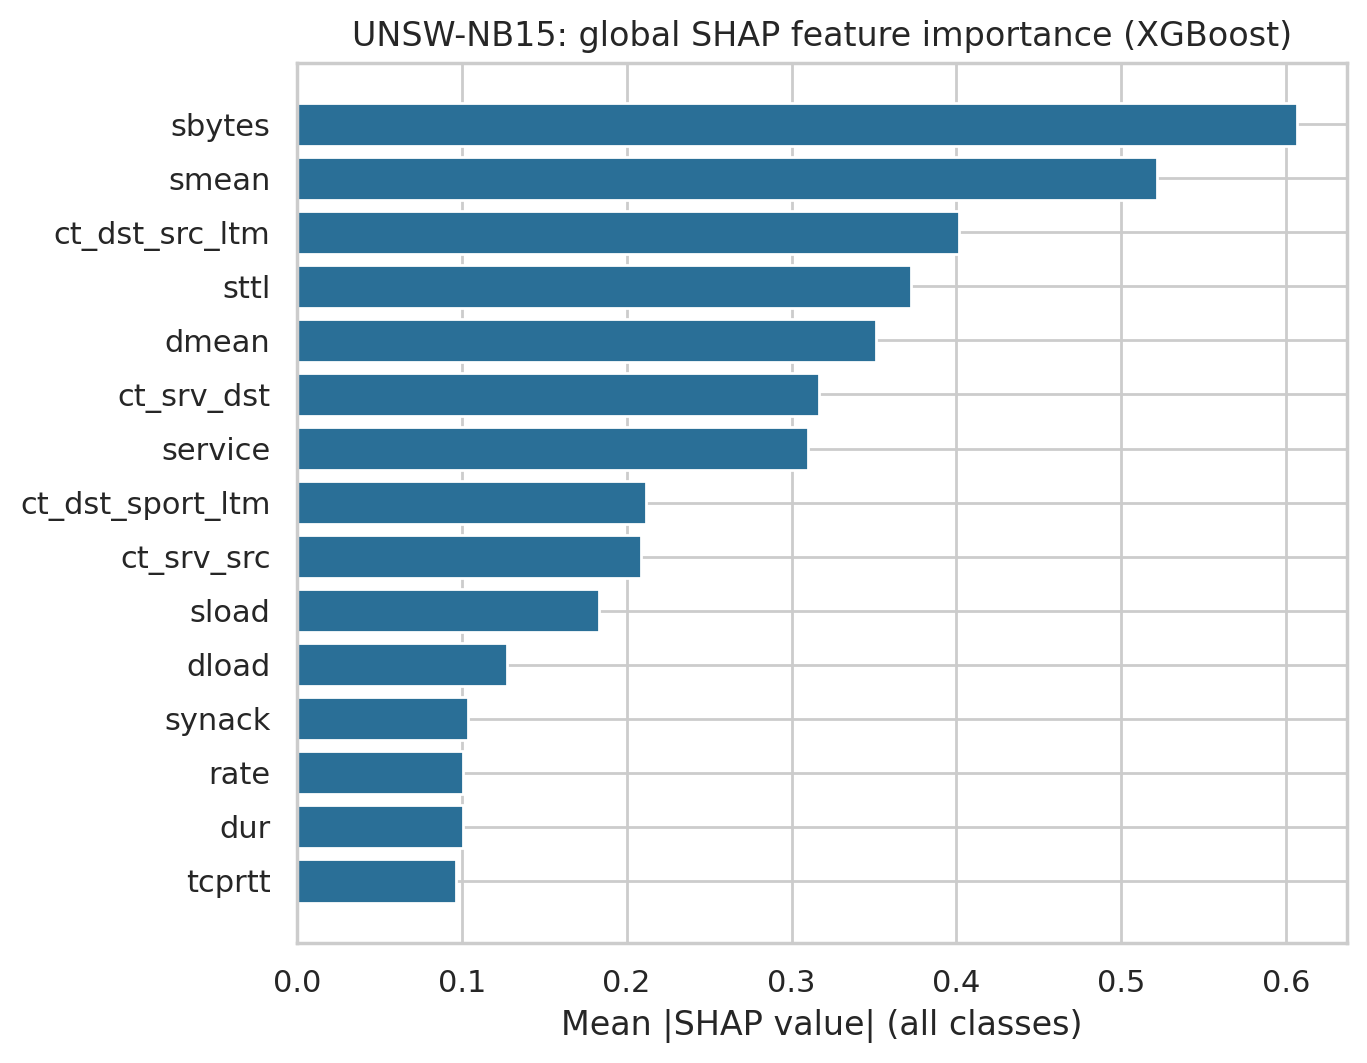 UNSW-NB15: global SHAP feature importance (XGBoost)
sbytes
smean
ct_dst_src_ltm
sttl
dmean
ct_srv_dst
service
ct_dst_sport_ltm
ct_srv_src
sload
dload
synack
rate
dur
tcprtt
0.0 0.1 0.2 0.3 0.4 0.5 0.6
Mean |SHAP value| (all classes)